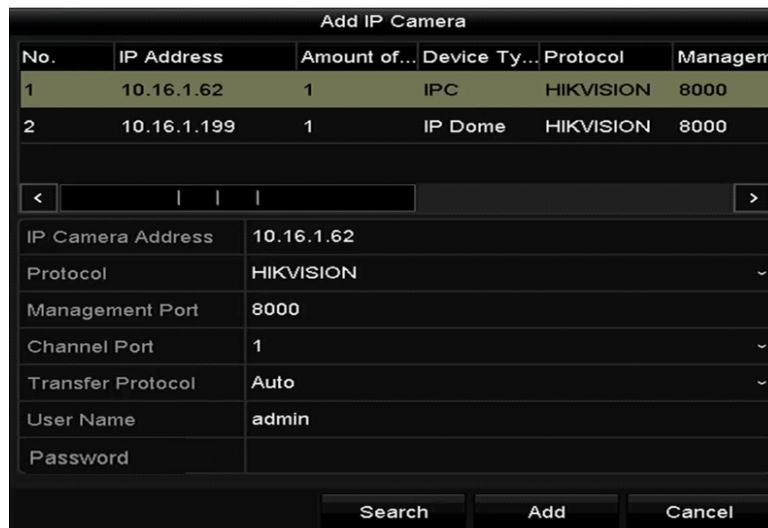 Add IP Camera
No. IP Address Amount of... Device Ty... Protocol Managem
1 10.16.1.62 1 IPC HIKVISION 8000
2 10.16.1.199 1 IP Dome HIKVISION 8000
IP Camera Address 10.16.1.62
Protocol HIKVISION
Management Port 8000
Channel Port 1
Transfer Protocol Auto
User Name admin
Password
Search Add Cancel